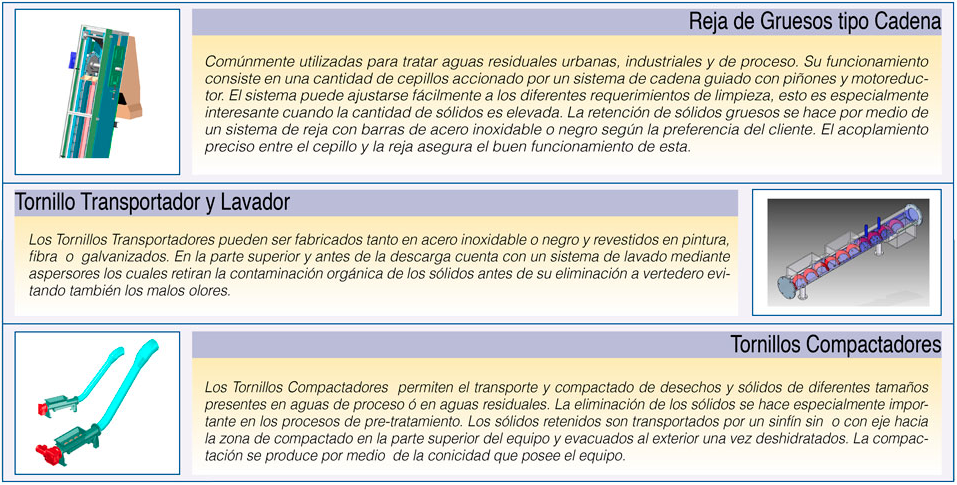 Reja de Gruesos tipo Cadena
Comúnmente utilizadas para tratar aguas residuales urbanas, industriales y de proceso. Su funcionamiento
consiste en una cantidad de cepillos accionado por un sistema de cadena guiado con piñones y motoreduc-
tor. El sistema puede ajustarse fácilmente a los diferentes requerimientos de limpieza, esto es especialmente
interesante cuando la cantidad de sólidos es elevada. La retención de sólidos gruesos se hace por medio de
un sistema de reja con barras de acero inoxidable o negro según la preferencia del cliente. El acoplamiento
preciso entre el cepillo y la reja asegura el buen funcionamiento de esta.
Tornillo Transportador y Lavador
Los Tornillos Transportadores pueden ser fabricados tanto en acero inoxidable o negro y revestidos en pintura,
fibra o galvanizados. En la parte superior y antes de la descarga cuenta con un sistema de lavado mediante
aspersores los cuales retiran la contaminación orgánica de los sólidos antes de su eliminación a vertedero evi-
tando también los malos olores.
Tornillos Compactadores
Los Tornillos Compactadores permiten el transporte y compactado de desechos y sólidos de diferentes tamaños
presentes en aguas de proceso ó en aguas residuales. La eliminación de los sólidos se hace especialmente impor-
tante en los procesos de pre-tratamiento. Los sólidos retenidos son transportados por un sinfín sin o con eje hacía
la zona de compactado en la parte superior del equipo y evacuados al exterior una vez deshidratados. La compac-
tación se produce por medio de la conicidad que posee el equipo.